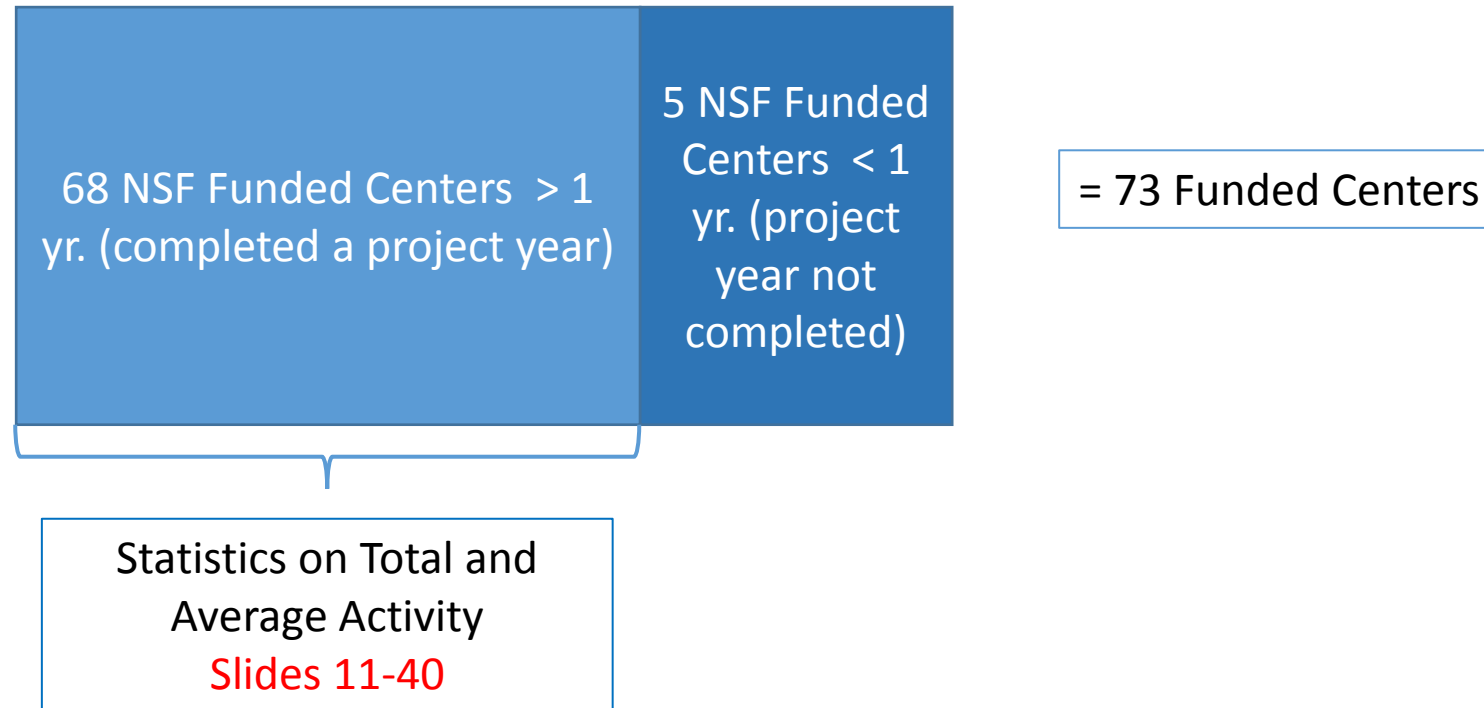 68 NSF Funded Centers > 1
yr. (completed a project year)
5 NSF Funded
Centers < 1
yr. (project
year not
completed)
= 73 Funded Centers
Statistics on Total and
Average Activity
Slides 11-40